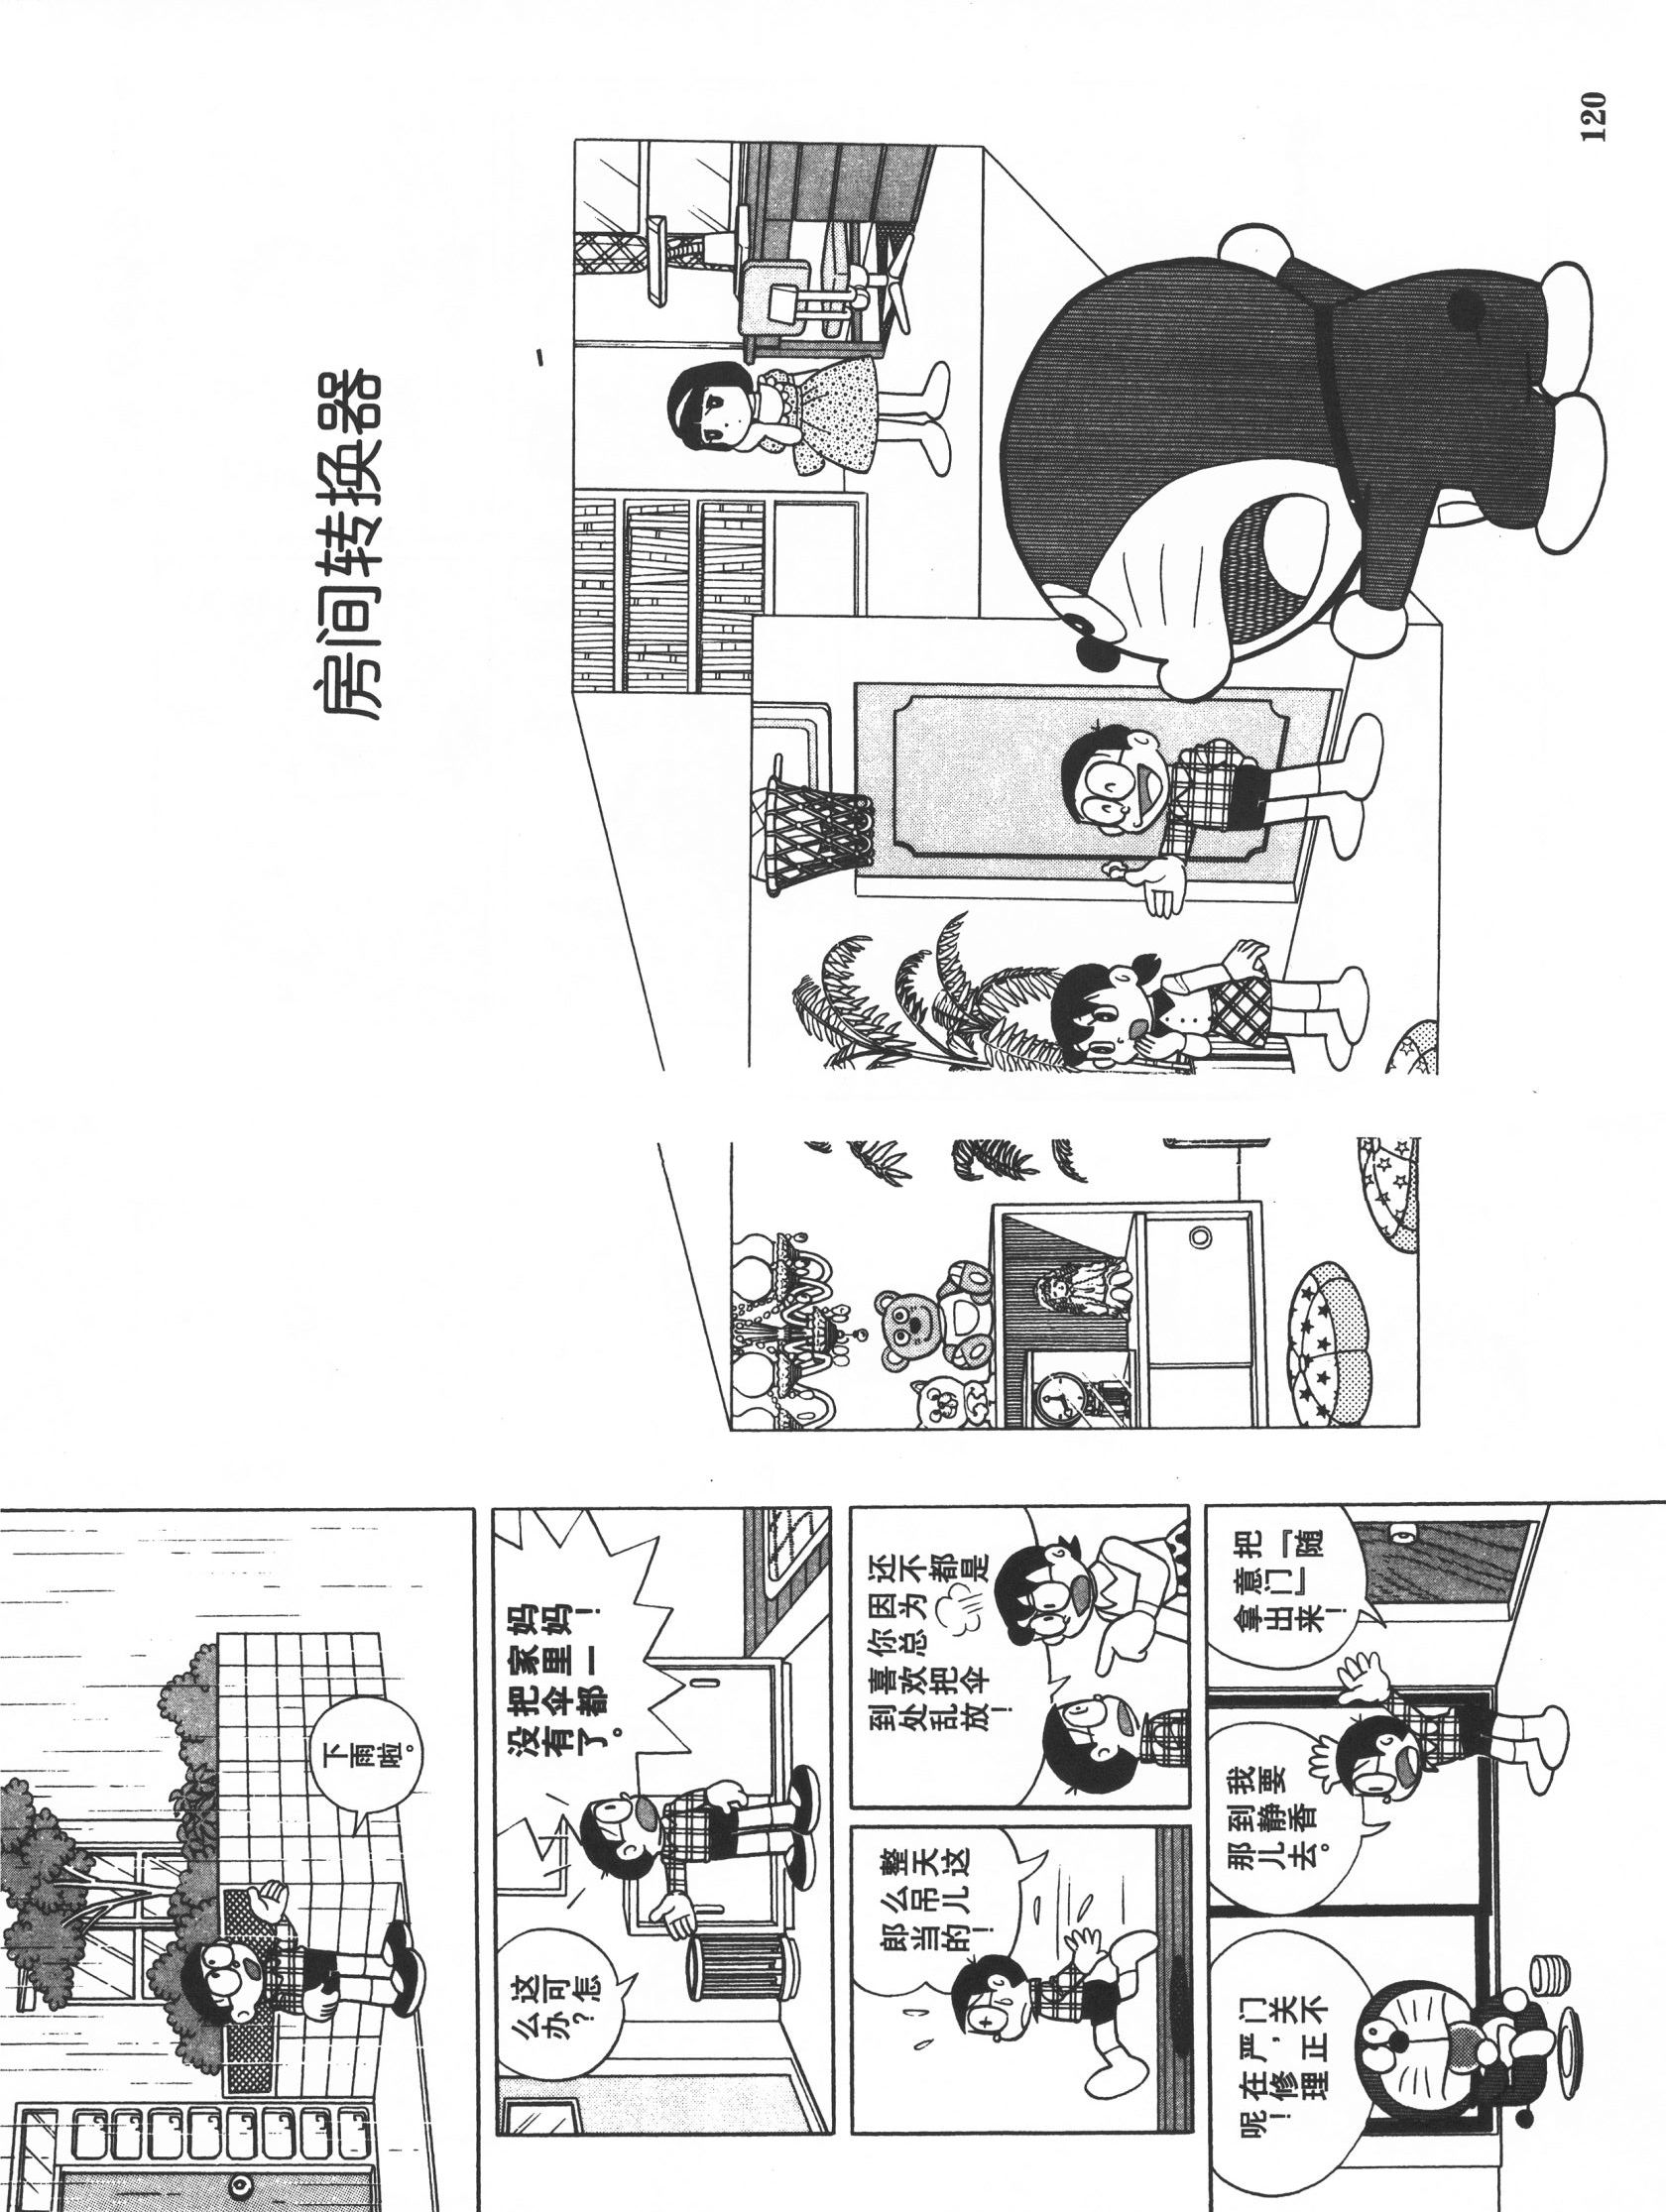 房间转换器
120
下雨啦。
妈妈！
家里一
把伞都
没有了。
这可怎
么办？
还不都是
因为
你总
喜欢把伞
到处乱放！
整天这
么吊儿
郎当的！
把『随
意门』
拿出来！
我要
到静香
那儿去。
门关不
严，正
在修理
呢！